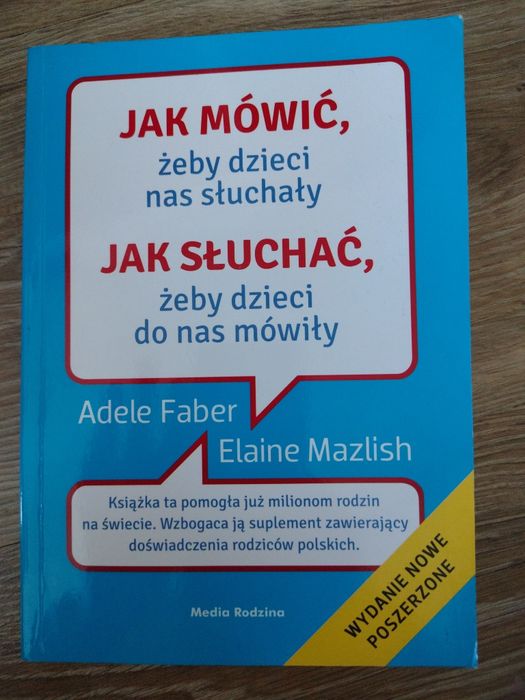 JAK MÓWIĆ,
żeby dzieci
nas słuchały
JAK SŁUCHAĆ,
żeby dzieci
do nas mówiły
Adele Faber
Elaine Mazlish
Książka ta pomogła już milionom rodzin
na świecie. Wzbogaca ją suplement zawierający
doświadczenia rodziców polskich.
WYDANIE NOWE
POSZERZONE
Media Rodzina